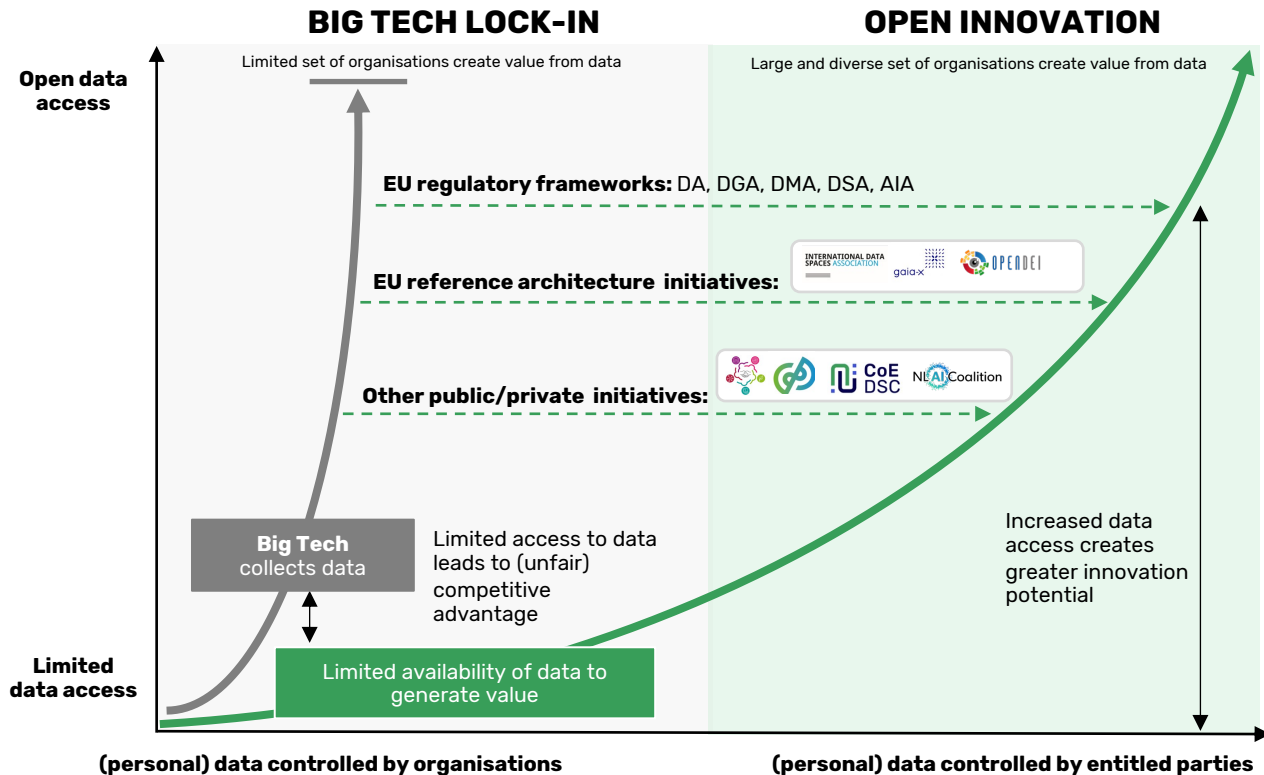 BIG TECH LOCK-IN
OPEN INNOVATION
Limited set of organisations create value from data
Large and diverse set of organisations create value from data
Open data
access
EU regulatory frameworks: DA, DGA, DMA, DSA, AIA
INTERNATIONAL DATA
SPACES ASSOCIATION
gaia-x
OPENDEI
EU reference architecture initiatives:
CoE
DSC
NL AI Coalition
Other public/private initiatives:
Big Tech
collects data
Limited access to data
leads to (unfair)
competitive
advantage
Increased data
access creates
greater innovation
potential
Limited
data access
Limited availability of data to
generate value
(personal) data controlled by organisations
(personal) data controlled by entitled parties